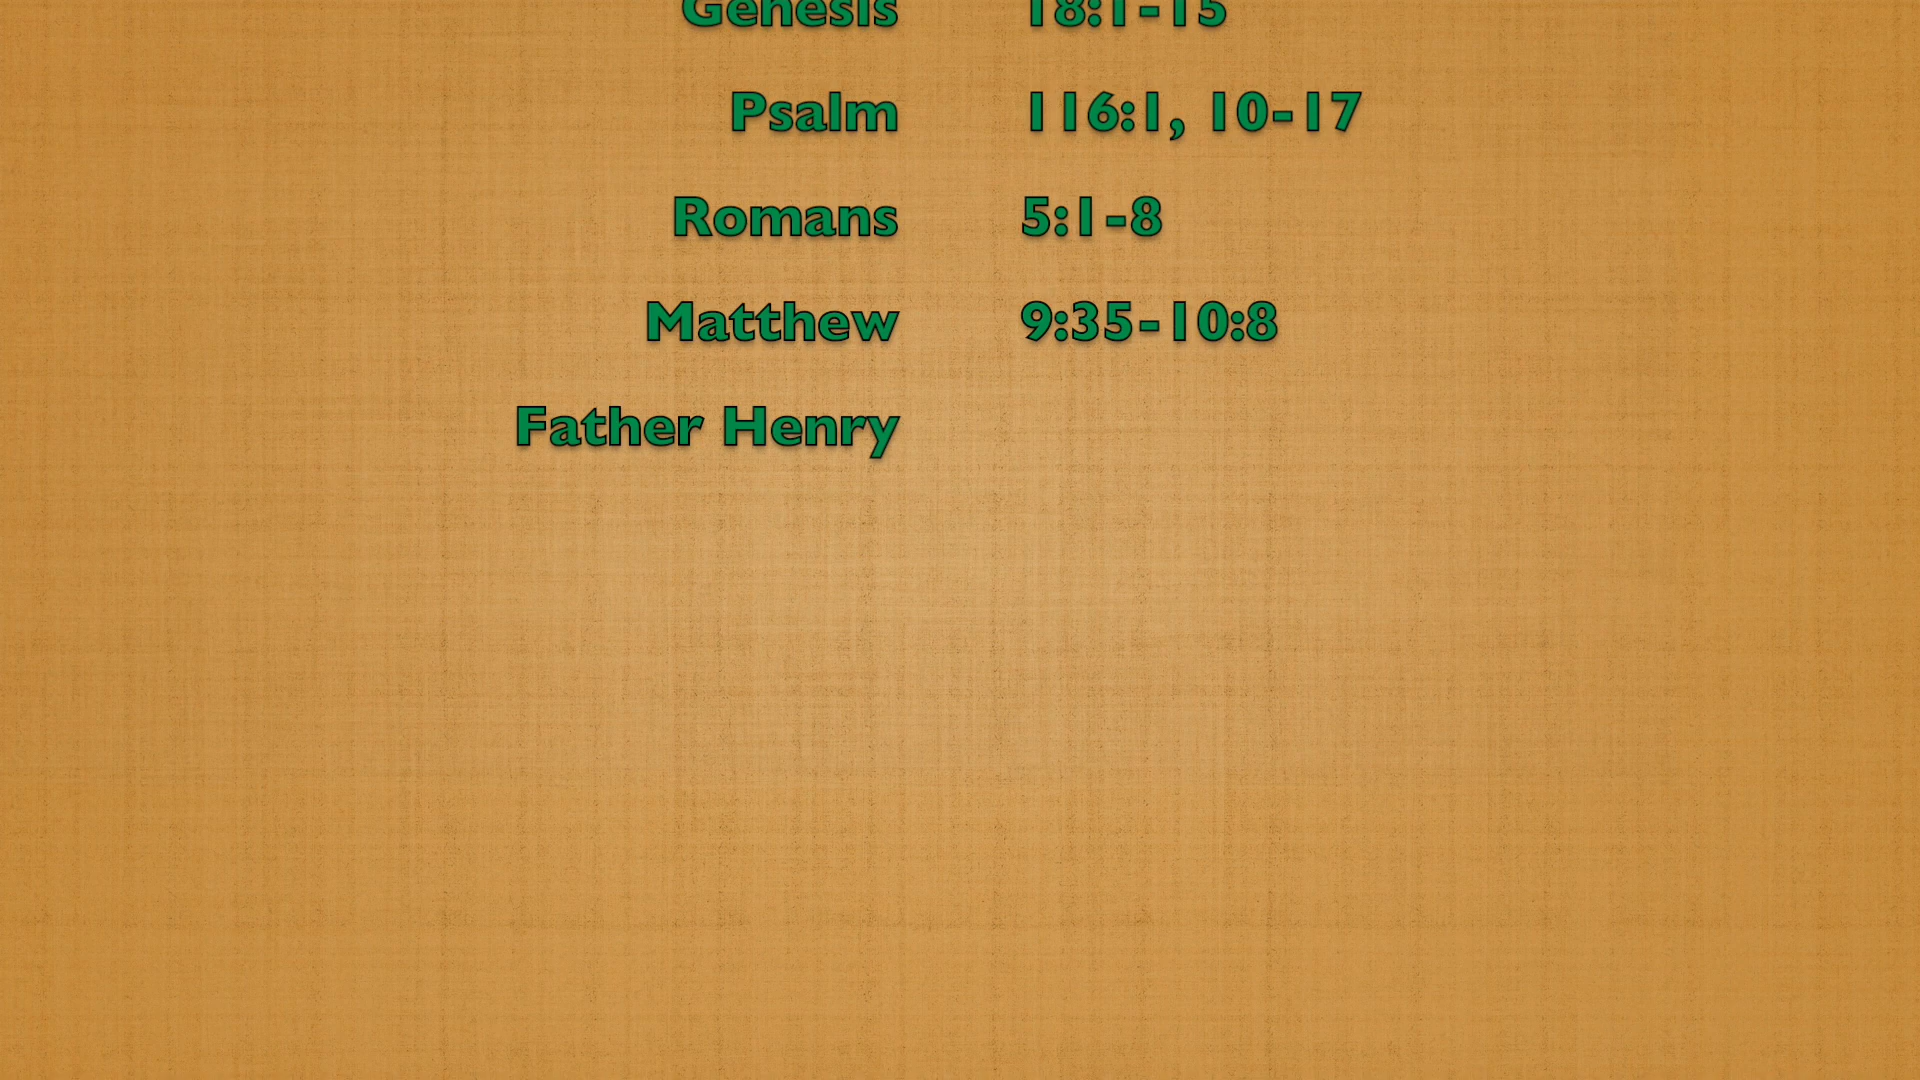 Genesis 18:1-15
Psalm 116:1, 10-17
Romans 5:1-8
Matthew 9:35-10:8
Father Henry